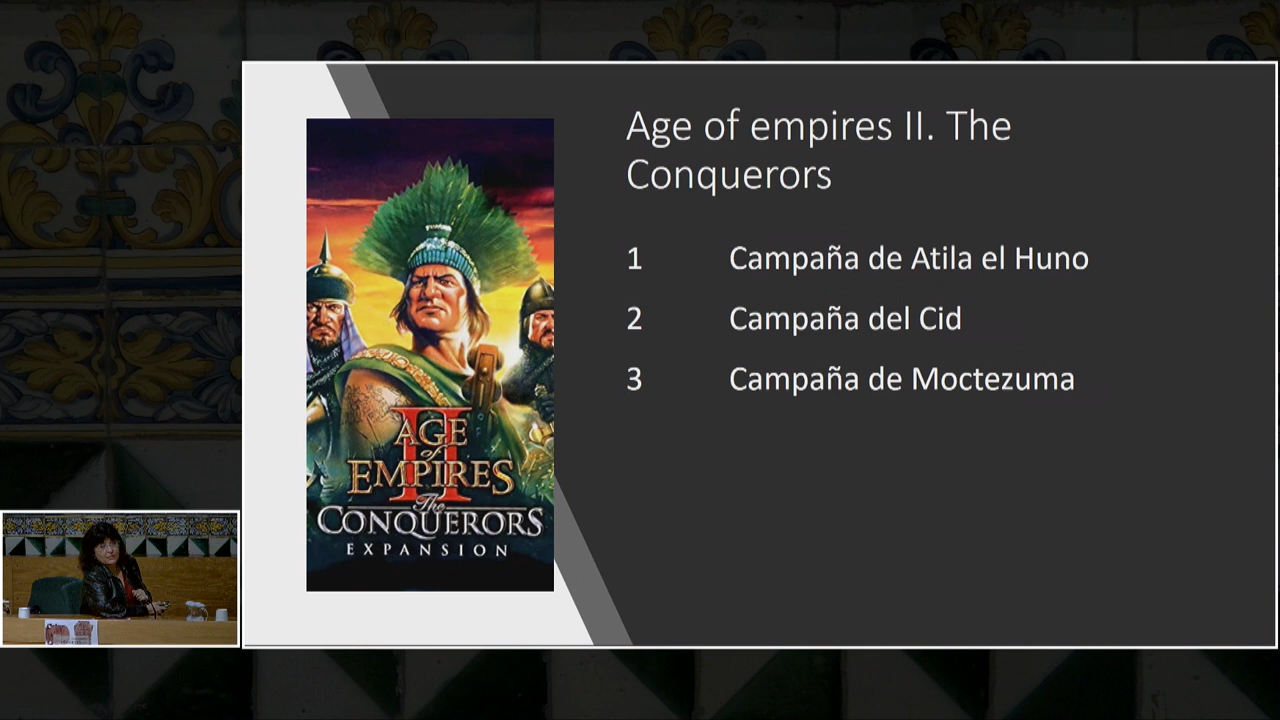 Age of empires II. The
Conquerors
1 Campaña de Atila el Huno
2 Campaña del Cid
3 Campaña de Moctezuma
II
AGE
of
EMPIRES
The
CONQUERORS
EXPANSION